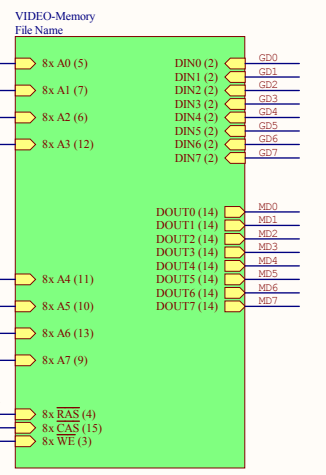 VIDEO-Memory
File Name
8x A0 (5) DIN0 (2) GD0
DIN1 (2) GD1
8x A1 (7) DIN2 (2) GD2
DIN3 (2) GD3
8x A2 (6) DIN4 (2) GD4
DIN5 (2) GD5
8x A3 (12) DIN6 (2) GD6
DIN7 (2) GD7
DOUT0 (14) MD0
DOUT1 (14) MD1
DOUT2 (14) MD2
DOUT3 (14) MD3
DOUT4 (14) MD4
8x A4 (11) DOUT5 (14) MD5
DOUT6 (14) MD6
8x A5 (10) DOUT7 (14) MD7
8x A6 (13)
8x A7 (9)
8x R̅A̅S̅ (4)
8x C̅A̅S̅ (15)
8x W̅E̅ (3)